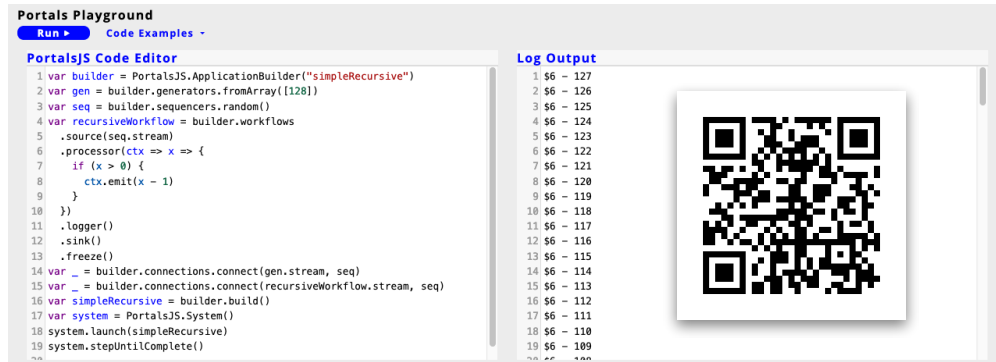 Portals Playground
Run ▸ Code Examples
PortalsJS Code Editor
1 var builder = PortalsJS.ApplicationBuilder("simpleRecursive")
2 var gen = builder.generators.fromArray([128])
3 var seq = builder.sequencers.random()
4 var recursiveWorkflow = builder.workflows
5 .source(seq.stream)
6 .processor(ctx => x => {
7 if (x > 0) {
8 ctx.emit(x - 1)
9 }
10 })
11 .logger()
12 .sink()
13 .freeze()
14 var _ = builder.connections.connect(gen.stream, seq)
15 var _ = builder.connections.connect(recursiveWorkflow.stream, seq)
16 var simpleRecursive = builder.build()
17 var system = PortalsJS.System()
18 system.launch(simpleRecursive)
19 system.stepUntilComplete()
Log Output
1 $6 - 127
2 $6 - 126
3 $6 - 125
4 $6 - 124
5 $6 - 123
6 $6 - 122
7 $6 - 121
8 $6 - 120
9 $6 - 119
10 $6 - 118
11 $6 - 117
12 $6 - 116
13 $6 - 115
14 $6 - 114
15 $6 - 113
16 $6 - 112
17 $6 - 111
18 $6 - 110
19 $6 - 109